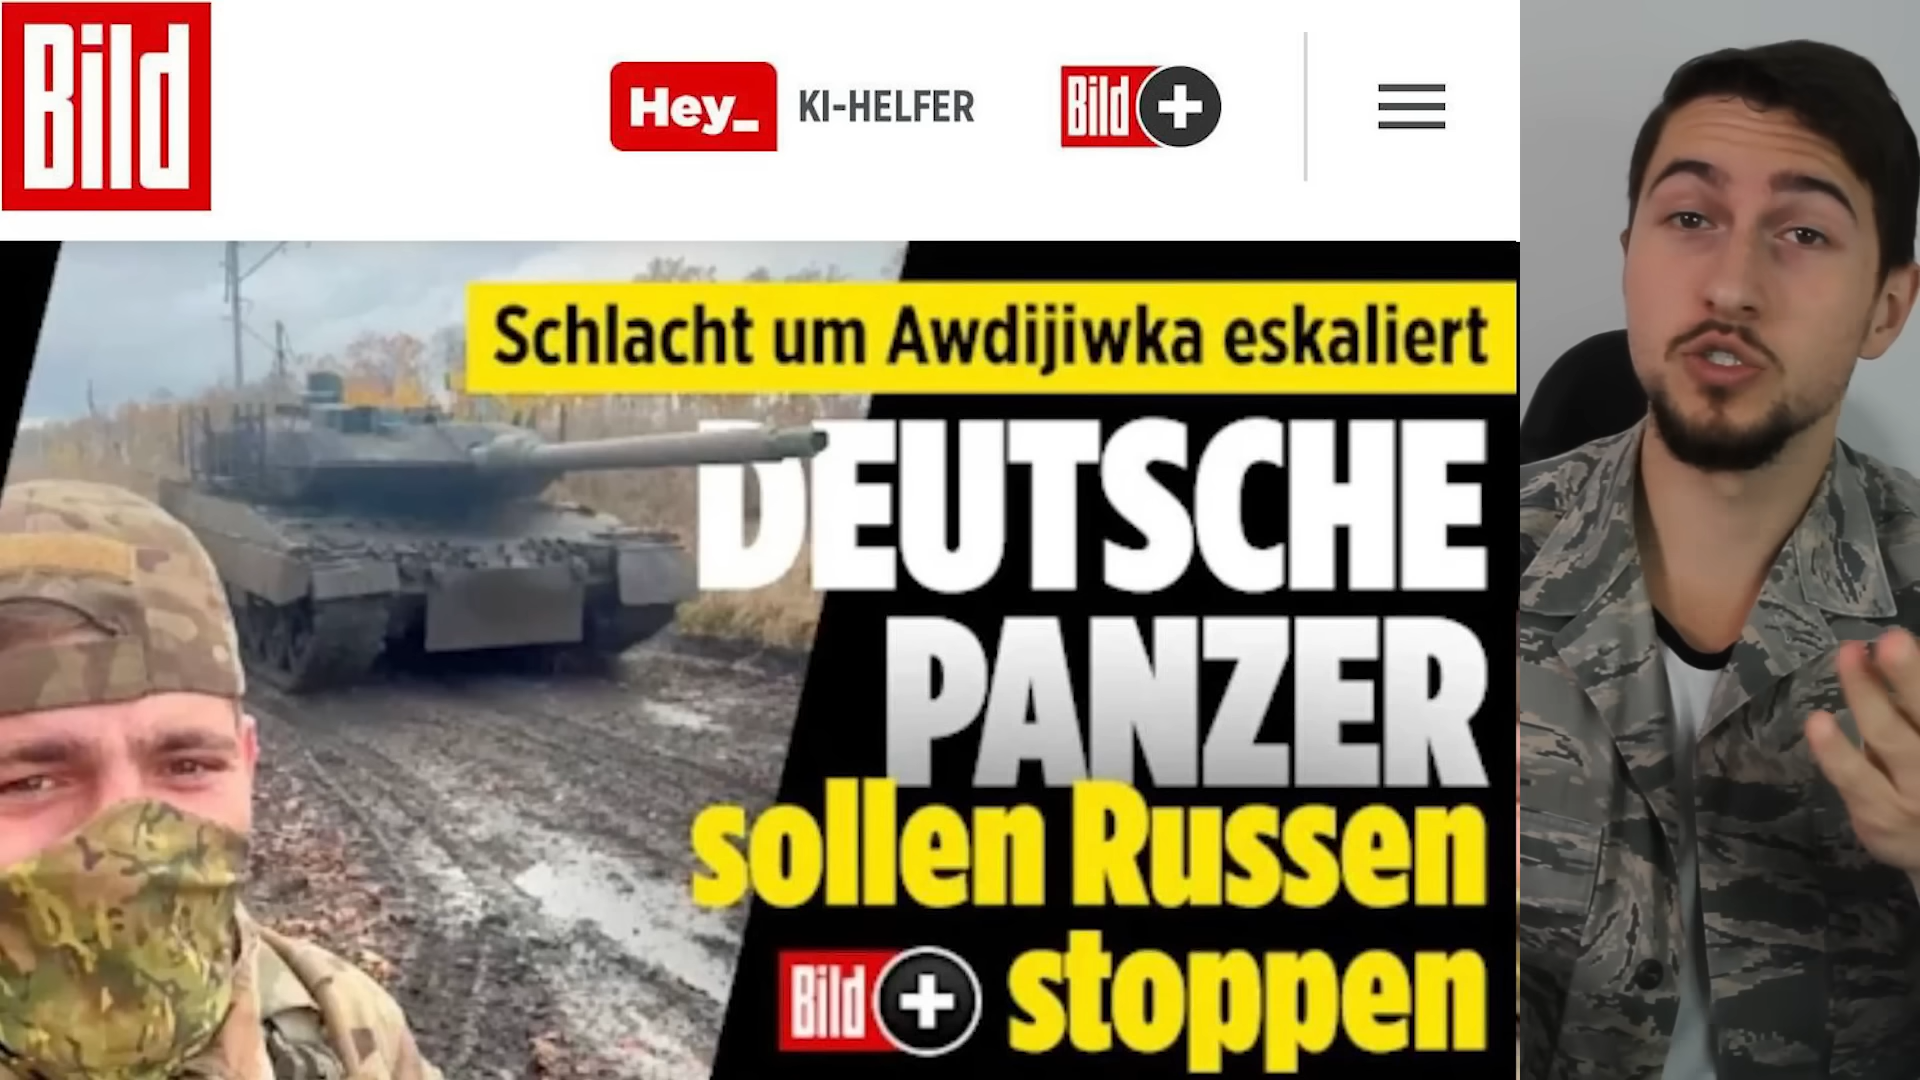 Bild
Hey_ KI-HELFER Bild+
Schlacht um Awdijiwka eskaliert
DEUTSCHE
PANZER
sollen Russen
Bild+ stoppen